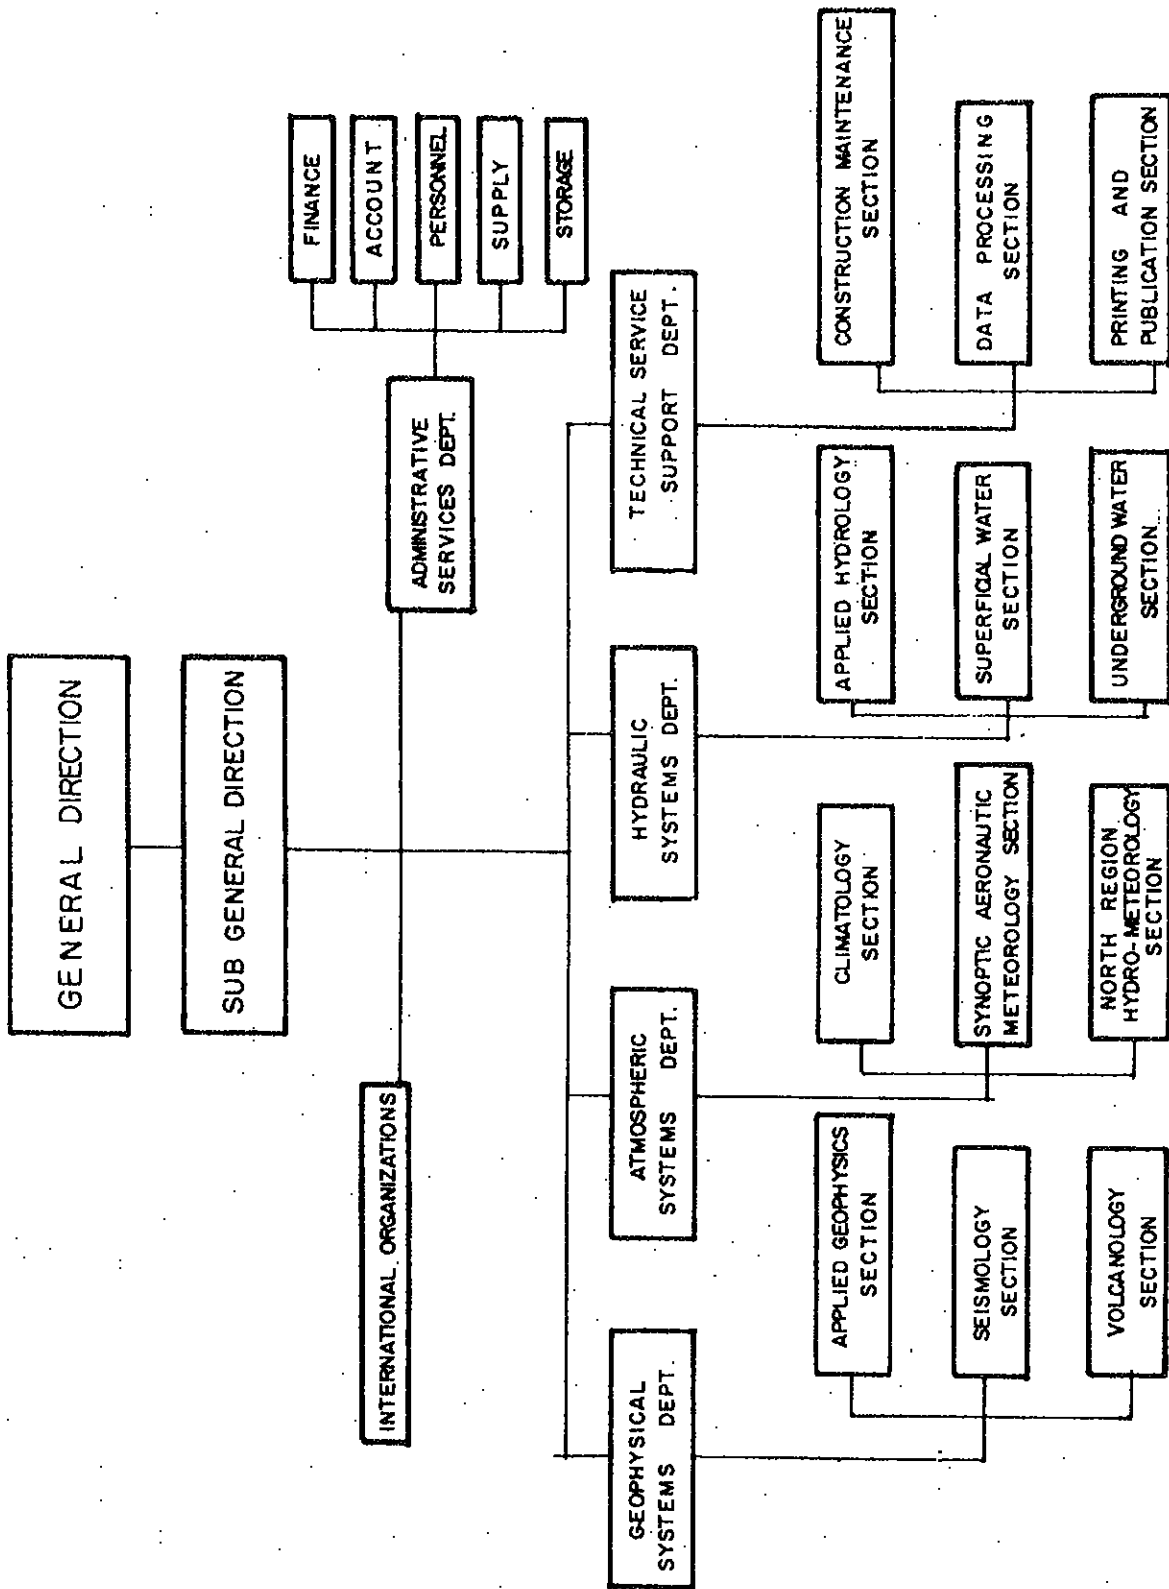 GENERAL DIRECTION
SUB GENERAL DIRECTION
INTERNATIONAL ORGANIZATIONS
ADMINISTRATIVE
SERVICES DEPT.
FINANCE
ACCOUNT
PERSONNEL
SUPPLY
STORAGE
GEOPHYSICAL
SYSTEMS DEPT.
ATMOSPHERIC
SYSTEMS DEPT.
HYDRAULIC
SYSTEMS DEPT.
TECHNICAL SERVICE
SUPPORT DEPT.
APPLIED GEOPHYSICS
SECTION
SEISMOLOGY
SECTION
VOLCANOLOGY
SECTION
CLIMATOLOGY
SECTION
SYNOPTIC AERONAUTIC
METEOROLOGY SECTION
NORTH REGION
HYDRO-METEOROLOGY
SECTION
APPLIED HYDROLOGY
SECTION
SUPERFICIAL WATER
SECTION
UNDERGROUND WATER
SECTION
CONSTRUCTION MAINTENANCE
SECTION
DATA PROCESSING
SECTION
PRINTING AND
PUBLICATION SECTION